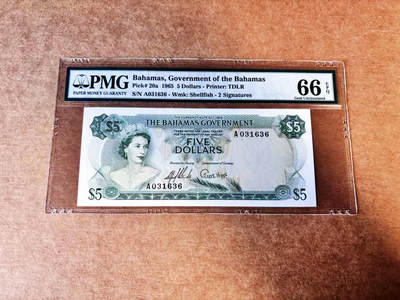 PMG
PAPER MONEY GUARANTY
Bahamas, Government of the Bahamas
Pick# 20a 1965 5 Dollars - Printer: TDLR
S/N A031636 - Wmk: Shellfish - 2 Signatures
66 EPQ
Gem Uncirculated
$5
THE BAHAMAS GOVERNMENT
$5
FIVE
DOLLARS
A031636
A031636
$5
$5